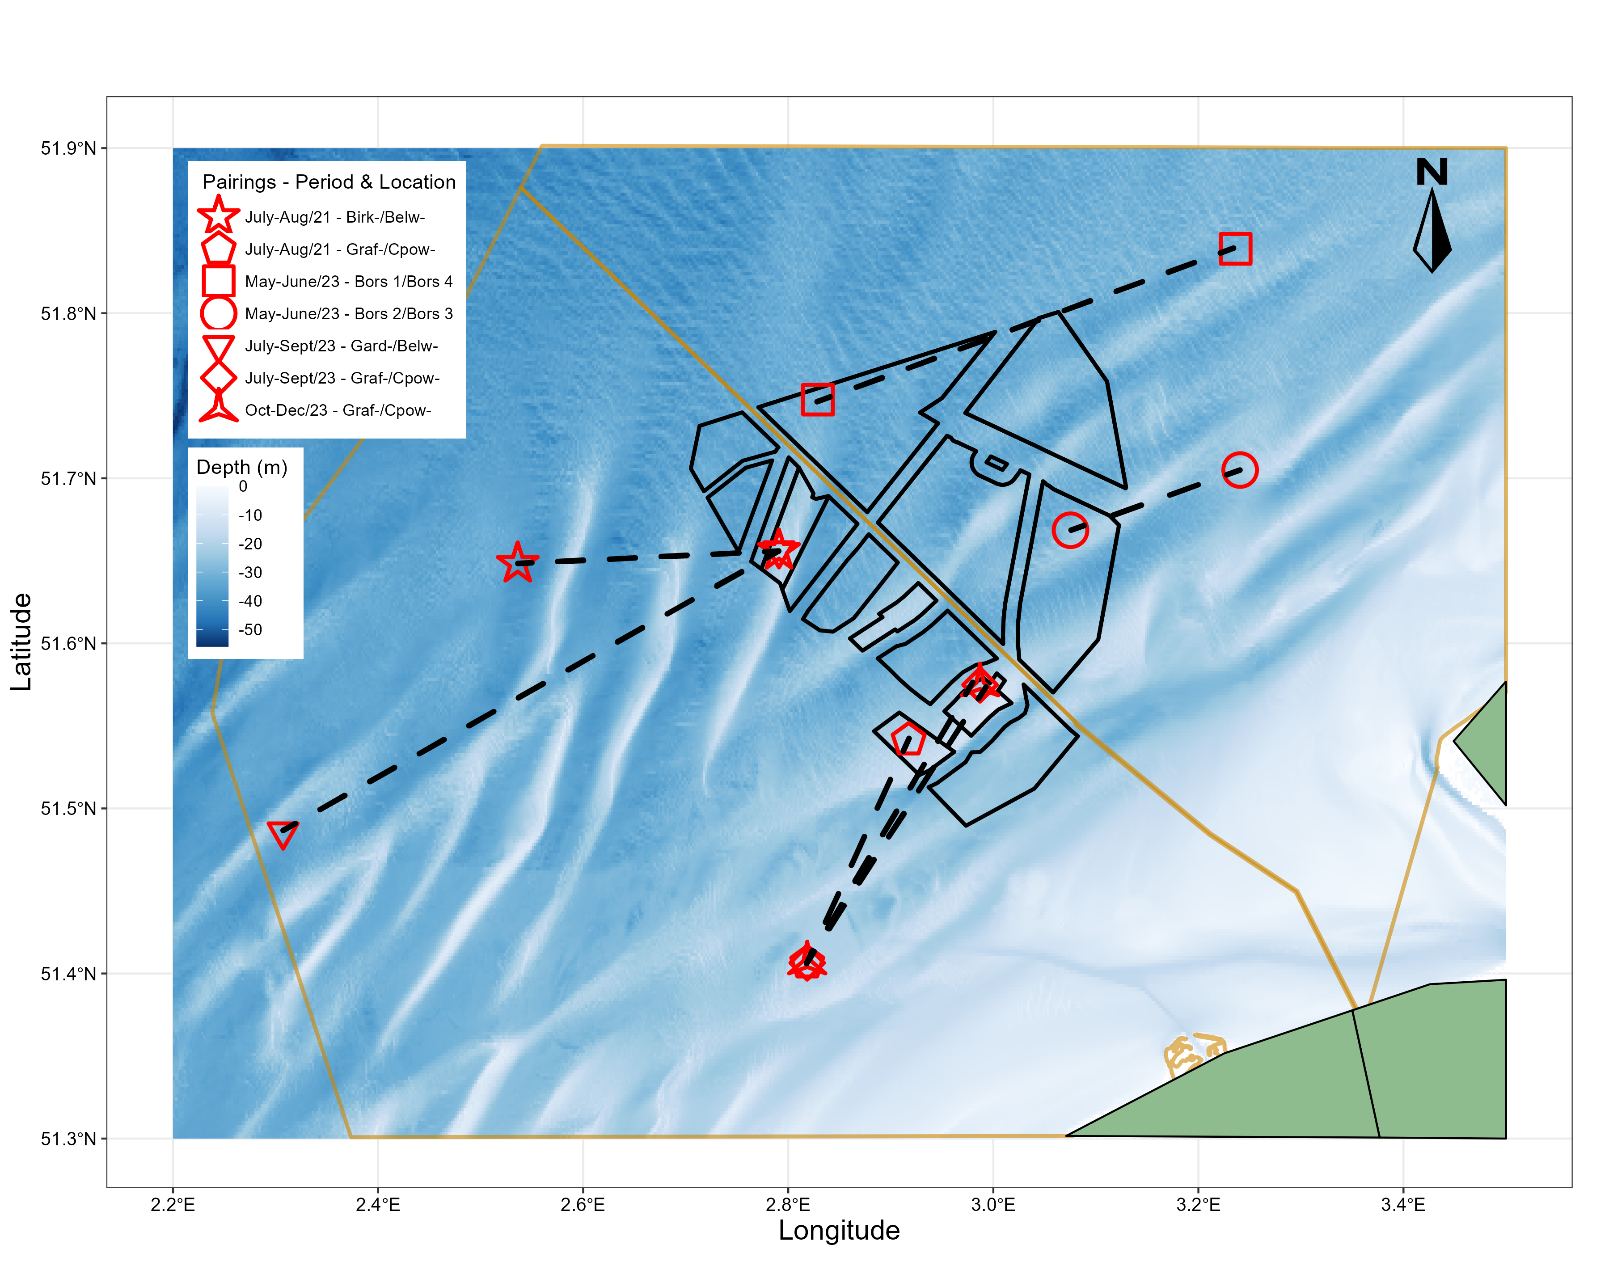 N
51.9°N
51.8°N
51.7°N
51.6°N
51.5°N
51.4°N
51.3°N
Latitude
Pairings - Period & Location
July-Aug/21 - Birk-/Belw-
July-Aug/21 - Graf-/Cpow-
May-June/23 - Bors 1/Bors 4
May-June/23 - Bors 2/Bors 3
July-Sept/23 - Gard-/Belw-
July-Sept/23 - Graf-/Cpow-
Oct-Dec/23 - Graf-/Cpow-
Depth (m)
0
-10
-20
-30
-40
-50
2.2°E 2.4°E 2.6°E 2.8°E 3.0°E 3.2°E 3.4°E
Longitude